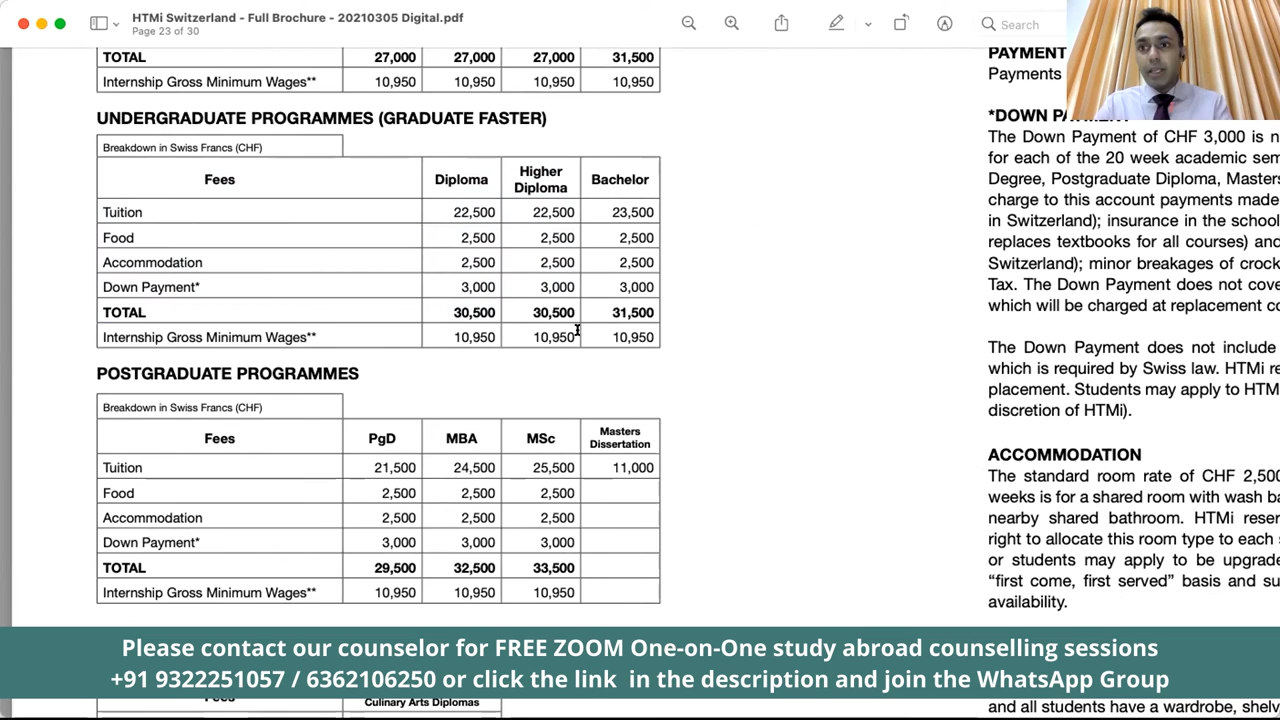 HTMi Switzerland - Full Brochure - 20210305 Digital.pdf
Page 23 of 30
Search
TOTAL 27,000 27,000 27,000 31,500
Internship Gross Minimum Wages** 10,950 10,950 10,950 10,950
UNDERGRADUATE PROGRAMMES (GRADUATE FASTER)
Breakdown in Swiss Francs (CHF)
Fees Diploma Higher Diploma Bachelor
Tuition 22,500 22,500 23,500
Food 2,500 2,500 2,500
Accommodation 2,500 2,500 2,500
Down Payment* 3,000 3,000 3,000
TOTAL 30,500 30,500 31,500
Internship Gross Minimum Wages** 10,950 10,950 10,950
POSTGRADUATE PROGRAMMES
Breakdown in Swiss Francs (CHF)
Fees PgD MBA MSc Masters Dissertation
Tuition 21,500 24,500 25,500 11,000
Food 2,500 2,500 2,500
Accommodation 2,500 2,500 2,500
Down Payment* 3,000 3,000 3,000
TOTAL 29,500 32,500 33,500
Internship Gross Minimum Wages** 10,950 10,950 10,950
PAYMENT
Payments
*DOWN
The Down Payment of CHF 3,000 is n
for each of the 20 week academic sem
Degree, Postgraduate Diploma, Masters
charge to this account payments made
in Switzerland); insurance in the school
replaces textbooks for all courses) and
Switzerland); minor breakages of crock
Tax. The Down Payment does not cove
which will be charged at replacement co
The Down Payment does not include
which is required by Swiss law. HTMi re
placement. Students may apply to HTM
discretion of HTMi).
ACCOMMODATION
The standard room rate of CHF 2,500
weeks is for a shared room with wash ba
nearby shared bathroom. HTMi reser
right to allocate this room type to each s
or students may apply to be upgrade
"first come, first served" basis and su
availability.
Please contact our counselor for FREE ZOOM One-on-One study abroad counselling sessions
+91 9322251057 / 6362106250 or click the link in the description and join the WhatsApp Group
Culinary Arts Diplomas
and all students have a wardrobe, shelv